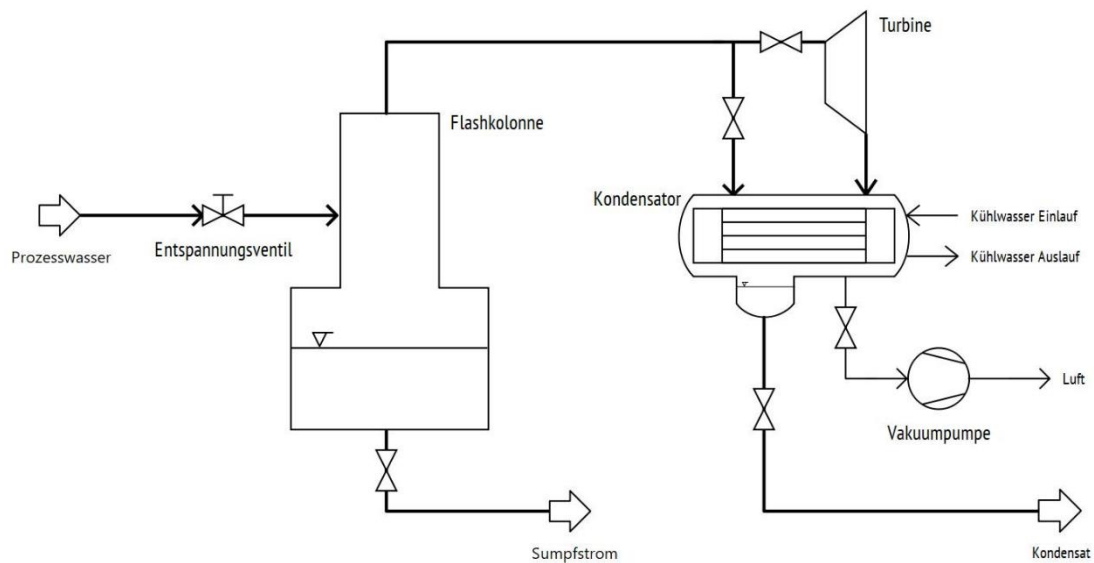 Turbine
Flashkolonne
Kondensator
Kühlwasser Einlauf
Prozesswasser
Entspannungsventil
Kühlwasser Auslauf
Luft
Vakuumpumpe
Sumpfstrom
Kondensat